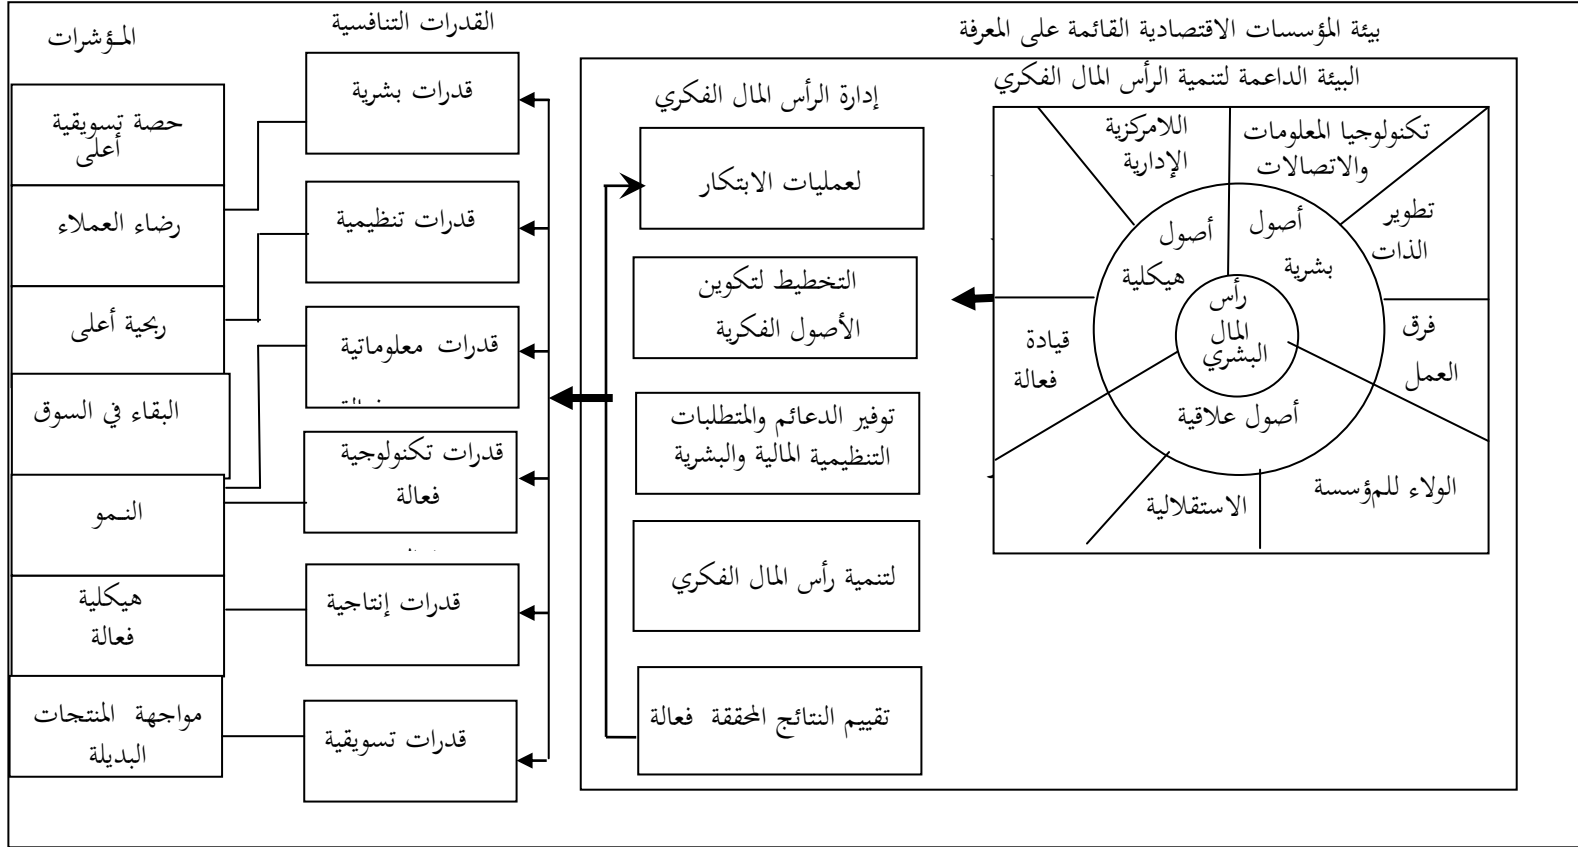 بيئة المؤسسات الاقتصادية القائمة على المعرفة
البيئة الداعمة لتنمية الرأس المال الفكري
تكنولوجيا المعلومات
والاتصالات
اللامركزية
الإدارية
تطوير
الذات
فرق
العمل
الولاء للمؤسسة
الاستقلالية
قيادة
فعالة
أصول
بشرية
أصول
هيكلية
أصول علاقية
رأس
المال
البشري
إدارة الرأس المال الفكري
لعمليات الابتكار
التخطيط لتكوين
الأصول الفكرية
توفير الدعائم والمتطلبات
التنظيمية المالية والبشرية
لتنمية رأس المال الفكري
تقييم النتائج المحققة فعالة
القدرات التنافسية
قدرات بشرية
قدرات تنظيمية
قدرات معلوماتية
قدرات تكنولوجية
فعالة
قدرات إنتاجية
قدرات تسويقية
المؤشرات
حصة تسويقية
أعلى
رضاء العملاء
ربحية أعلى
البقاء في السوق
النمو
هيكلية
فعالة
مواجهة المنتجات
البديلة